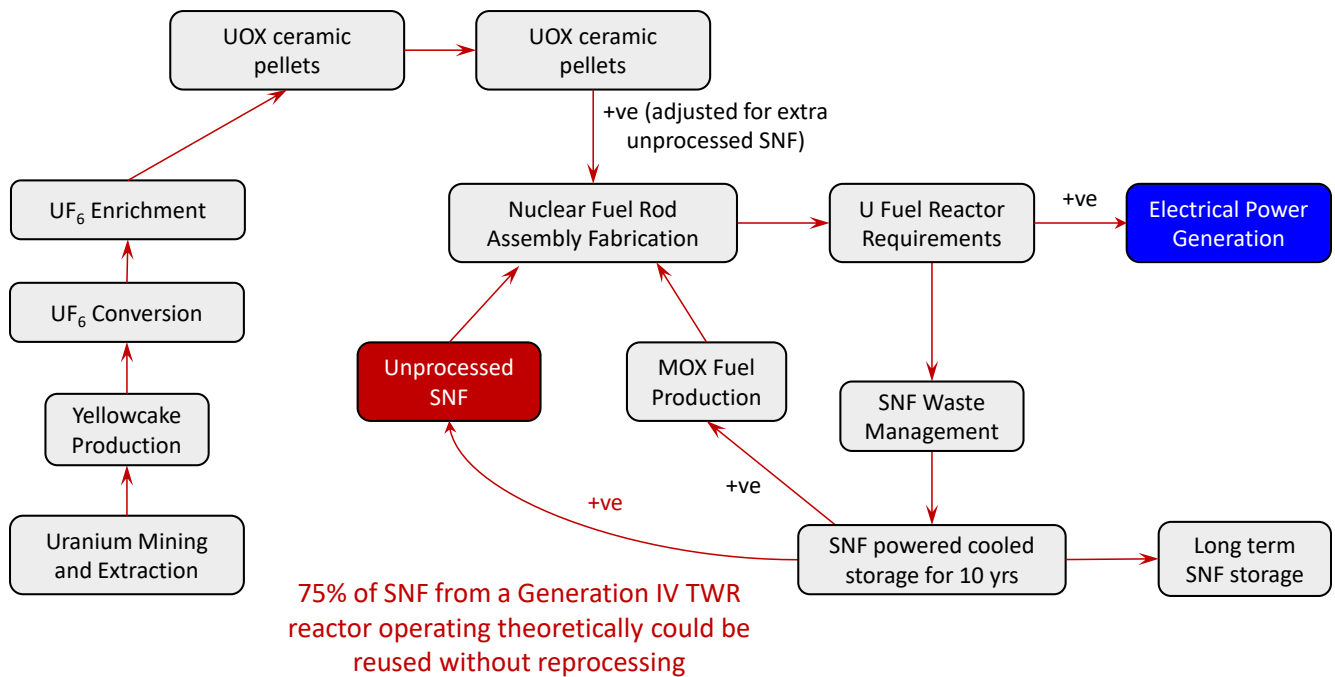 UOX ceramic
pellets
UOX ceramic
pellets
+ve (adjusted for extra
unprocessed SNF)
UF₆ Enrichment
Nuclear Fuel Rod
Assembly Fabrication
U Fuel Reactor
Requirements
+ve
Electrical Power
Generation
UF₆ Conversion
Unprocessed
SNF
MOX Fuel
Production
SNF Waste
Management
Yellowcake
Production
+ve
+ve
Uranium Mining
and Extraction
SNF powered cooled
storage for 10 yrs
Long term
SNF storage
75% of SNF from a Generation IV TWR
reactor operating theoretically could be
reused without reprocessing